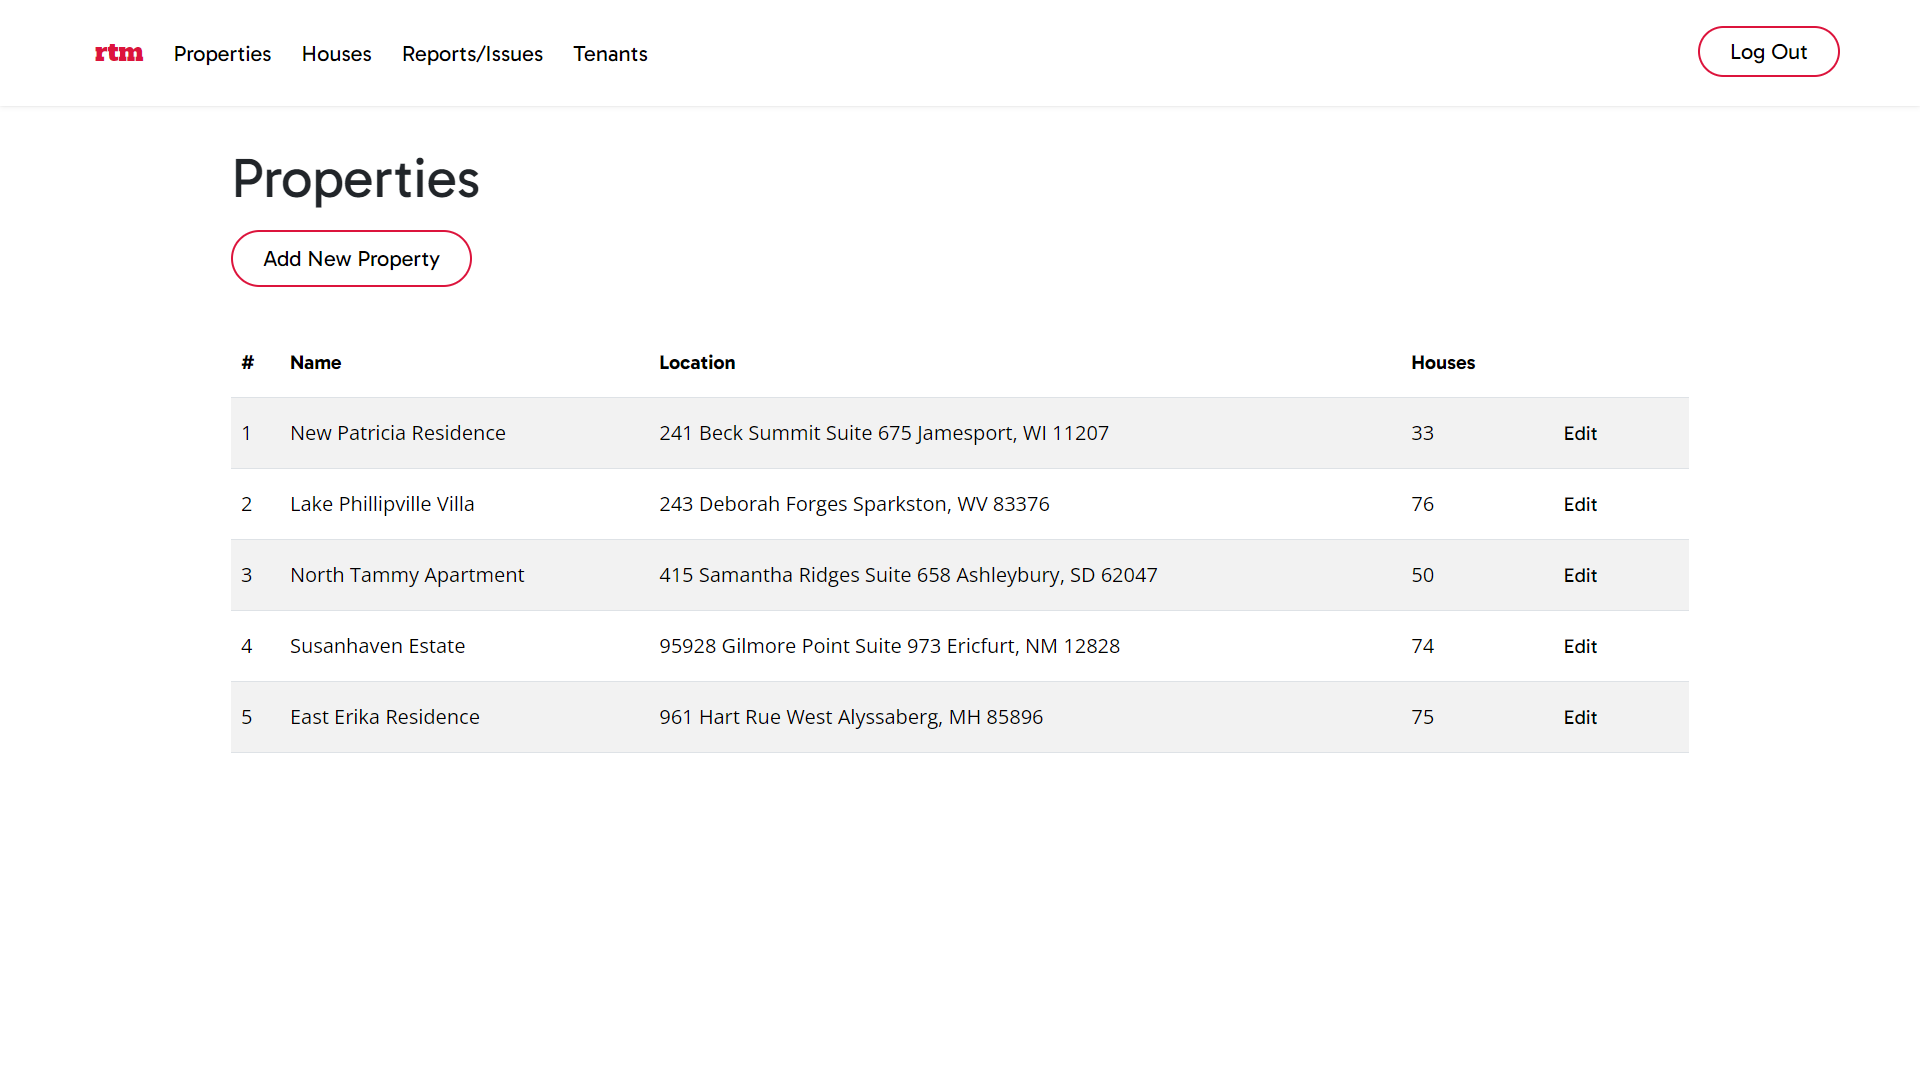 rtm Properties Houses Reports/Issues Tenants Log Out
Properties
Add New Property
# Name Location Houses
1 New Patricia Residence 241 Beck Summit Suite 675 Jamesport, WI 11207 33 Edit
2 Lake Phillipville Villa 243 Deborah Forges Sparkston, WV 83376 76 Edit
3 North Tammy Apartment 415 Samantha Ridges Suite 658 Ashleybury, SD 62047 50 Edit
4 Susanhaven Estate 95928 Gilmore Point Suite 973 Ericfurt, NM 12828 74 Edit
5 East Erika Residence 961 Hart Rue West Alyssaberg, MH 85896 75 Edit